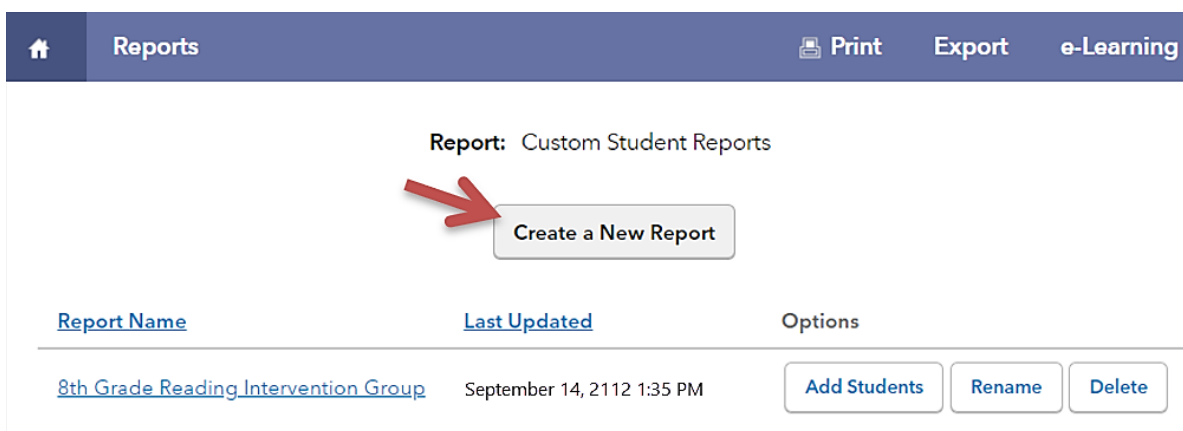 Reports Print Export e-Learning
Report: Custom Student Reports
Create a New Report
Report Name Last Updated Options
8th Grade Reading Intervention Group September 14, 2112 1:35 PM Add Students Rename Delete